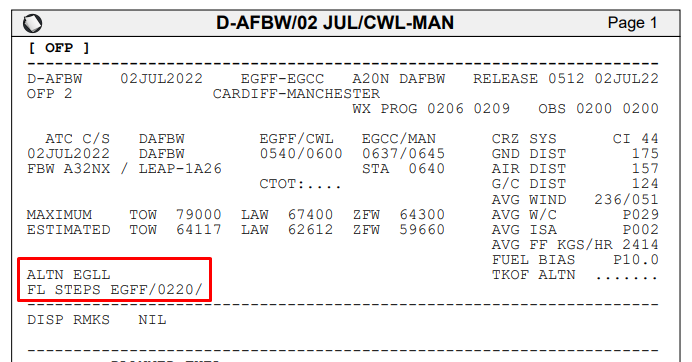 D-AFBW/02 JUL/CWL-MAN Page 1
[ OFP ]
--------------------------------------------------------------------
D-AFBW 02JUL2022 EGFF-EGCC A20N DAFBW RELEASE 0512 02JUL22
OFP 2 CARDIFF-MANCHESTER
WX PROG 0206 0209 OBS 0200 0200
ATC C/S DAFBW EGFF/CWL EGCC/MAN CRZ SYS CI 44
02JUL2022 DAFBW 0540/0600 0637/0645 GND DIST 175
FBW A32NX / LEAP-1A26 STA 0640 AIR DIST 157
CTOT:.... G/C DIST 124
AVG WIND 236/051
MAXIMUM TOW 79000 LAW 67400 ZFW 64300 AVG W/C P029
ESTIMATED TOW 64117 LAW 62612 ZFW 59660 AVG ISA P002
AVG FF KGS/HR 2414
FUEL BIAS P10.0
ALTN EGLL TKOF ALTN .......
FL STEPS EGFF/0220/
--------------------------------------------------------------------
DISP RMKS NIL
--------------------------------------------------------------------